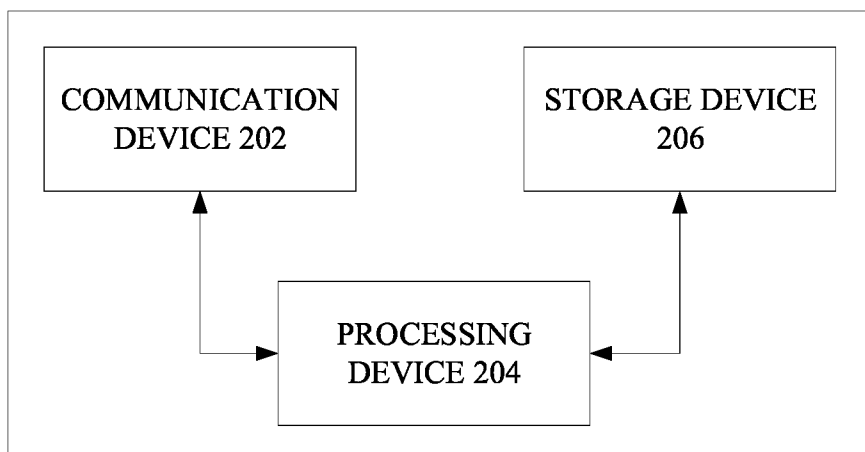 COMMUNICATION
DEVICE 202
STORAGE DEVICE
206
PROCESSING
DEVICE 204